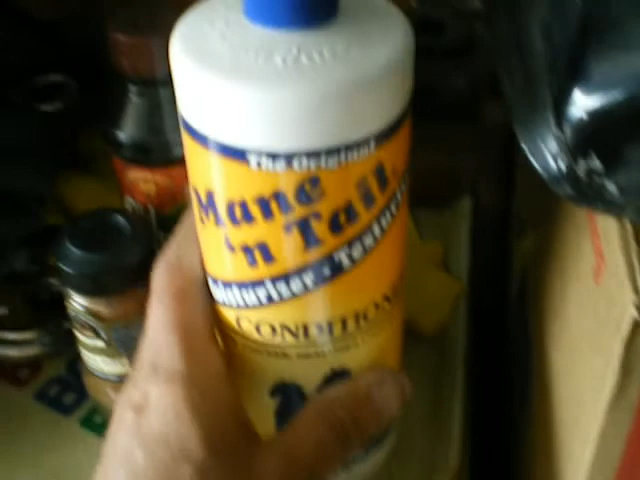 The Original
Mane
'n Tail
Moisturizer - Texturizer
CONDITIONER